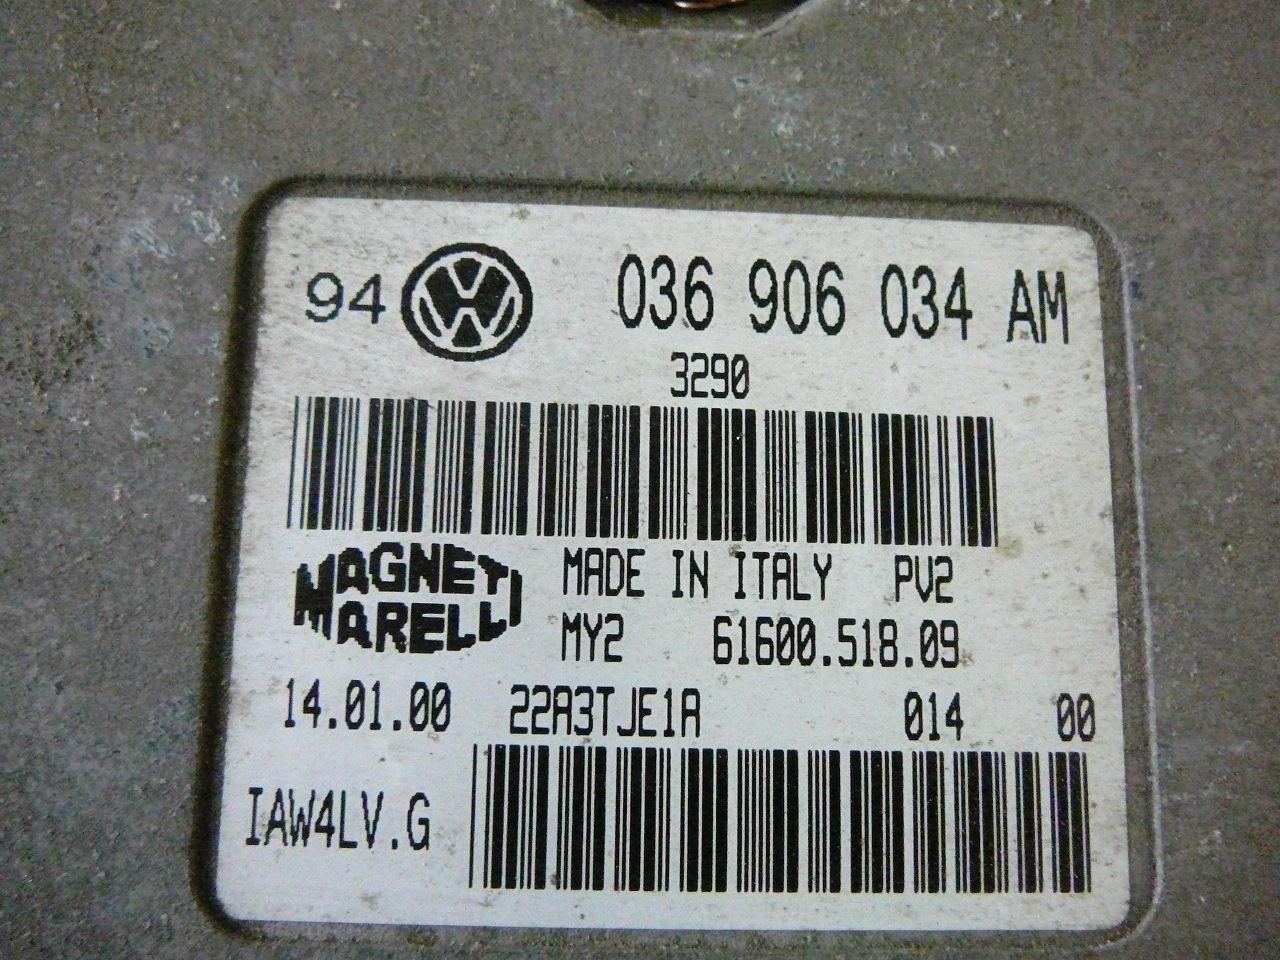 94 VW 036 906 034 AM
3290
MAGNETI MARELLI
MADE IN ITALY PV2
MY2 61600.518.09
14.01.00 22A3TJE1A 014 00
IAW4LV.G